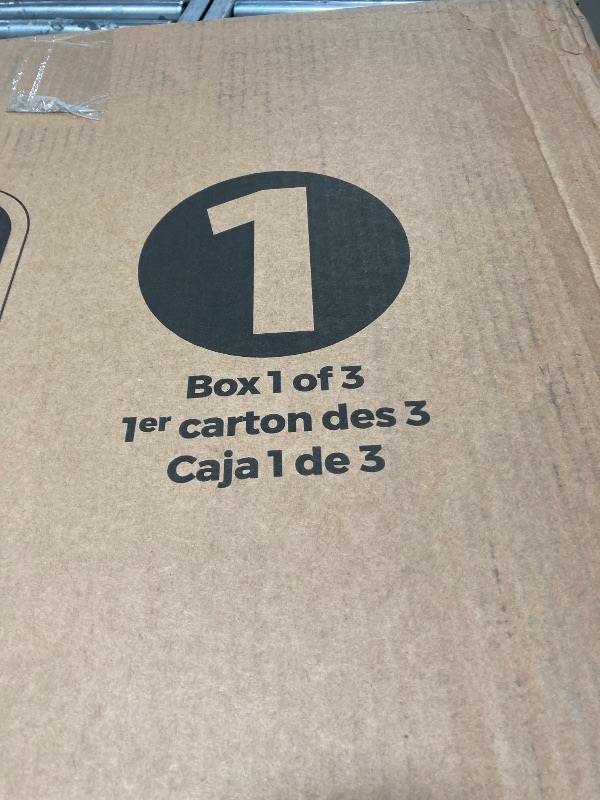 1
Box 1 of 3
1er carton des 3
Caja 1 de 3